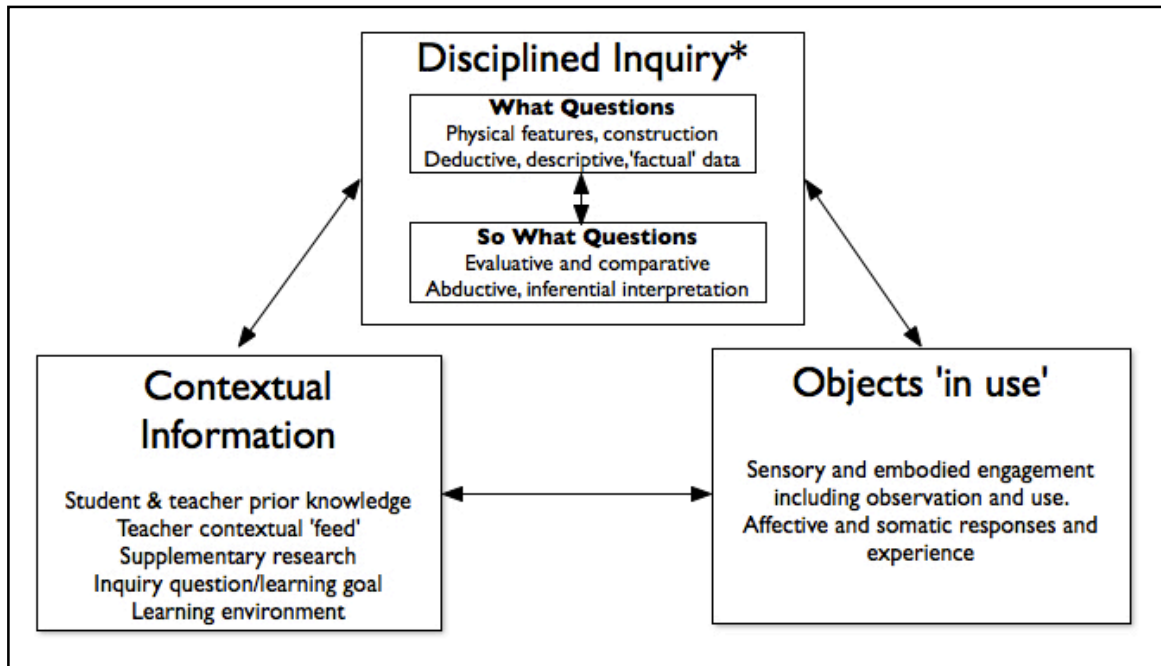 Disciplined Inquiry*
What Questions
Physical features, construction
Deductive, descriptive,'factual' data
So What Questions
Evaluative and comparative
Abductive, inferential interpretation
Contextual
Information
Student & teacher prior knowledge
Teacher contextual 'feed'
Supplementary research
Inquiry question/learning goal
Learning environment
Objects 'in use'
Sensory and embodied engagement
including observation and use.
Affective and somatic responses and
experience